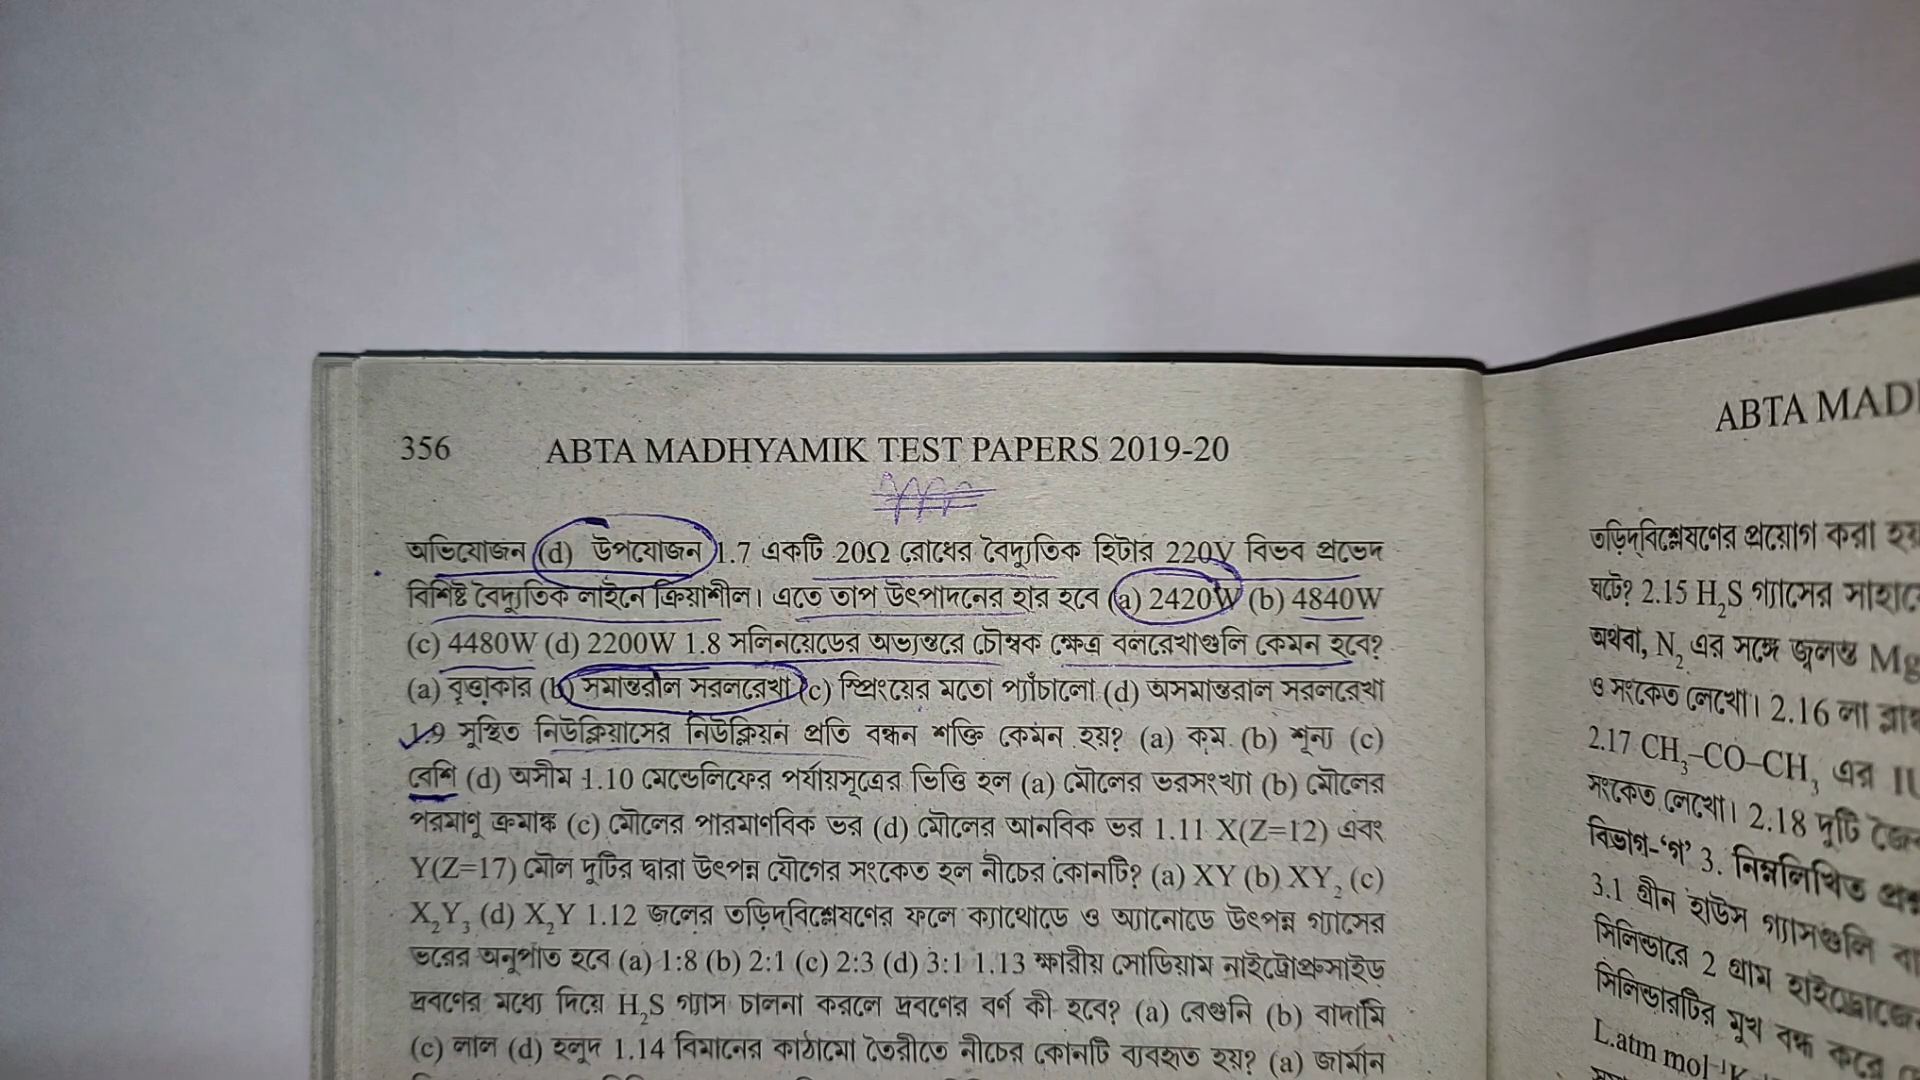 356 ABTA MADHYAMIK TEST PAPERS 2019-20
অভিযোজন (d) উপযোজন 1.7 একটি 20Ω রোধের বৈদ্যুতিক হিটার 220V বিভব প্রভেদ
বিশিষ্ট বৈদ্যুতিক লাইনে ক্রিয়াশীল। এতে তাপ উৎপাদনের হার হবে (a) 2420W (b) 4840W
(c) 4480W (d) 2200W 1.8 সলিনয়েডের অভ্যন্তরে চৌম্বক ক্ষেত্র বলরেখাগুলি কেমন হবে?
(a) বৃত্তাকার (b) সমান্তরাল সরলরেখা (c) স্প্রিংয়ের মতো প্যাঁচালো (d) অসমান্তরাল সরলরেখা
1.9 সুস্থিত নিউক্লিয়াসের নিউক্লিয়ন প্রতি বন্ধন শক্তি কেমন হয়? (a) কম (b) শূন্য (c)
বেশি (d) অসীম 1.10 মেন্ডেলিফের পর্যায়সূত্রের ভিত্তি হল (a) মৌলের ভরসংখ্যা (b) মৌলের
পরমাণু ক্রমাঙ্ক (c) মৌলের পারমাণবিক ভর (d) মৌলের আনবিক ভর 1.11 X(Z=12) এবং
Y(Z=17) মৌল দুটির দ্বারা উৎপন্ন যৌগের সংকেত হল নীচের কোনটি? (a) XY (b) XY₂ (c)
X₂Y₃ (d) X₂Y 1.12 জলের তড়িদ্‌বিশ্লেষণের ফলে ক্যাথোডে ও অ্যানোডে উৎপন্ন গ্যাসের
ভরের অনুপাত হবে (a) 1:8 (b) 2:1 (c) 2:3 (d) 3:1 1.13 ক্ষারীয় সোডিয়াম নাইট্রোপ্রুসাইড
দ্রবণের মধ্যে দিয়ে H₂S গ্যাস চালনা করলে দ্রবণের বর্ণ কী হবে? (a) বেগুনি (b) বাদামি
(c) লাল (d) হলুদ 1.14 বিমানের কাঠামো তৈরীতে নীচের কোনটি ব্যবহৃত হয়? (a) জার্মান
ABTA
তড়িদ্‌বিশ্লেষণের প্রয়োগ করা
ঘটে? 2.15 H₂S গ্যাসের
অথবা, N₂ এর সঙ্গে জ্বলন্ত Mg
ও সংকেত লেখো। 2.16 লা
2.17 CH₃–CO–CH₃ এর
সংকেত লেখো। 2.18 দুটি
বিভাগ-‘গ’ 3. নিম্নলিখিত
3.1 গ্রীন হাউস গ্যাসগুলি
সিলিন্ডারে 2 গ্রাম
সিলিন্ডারটির মুখ বন্ধ করে
L.atm mol⁻¹K